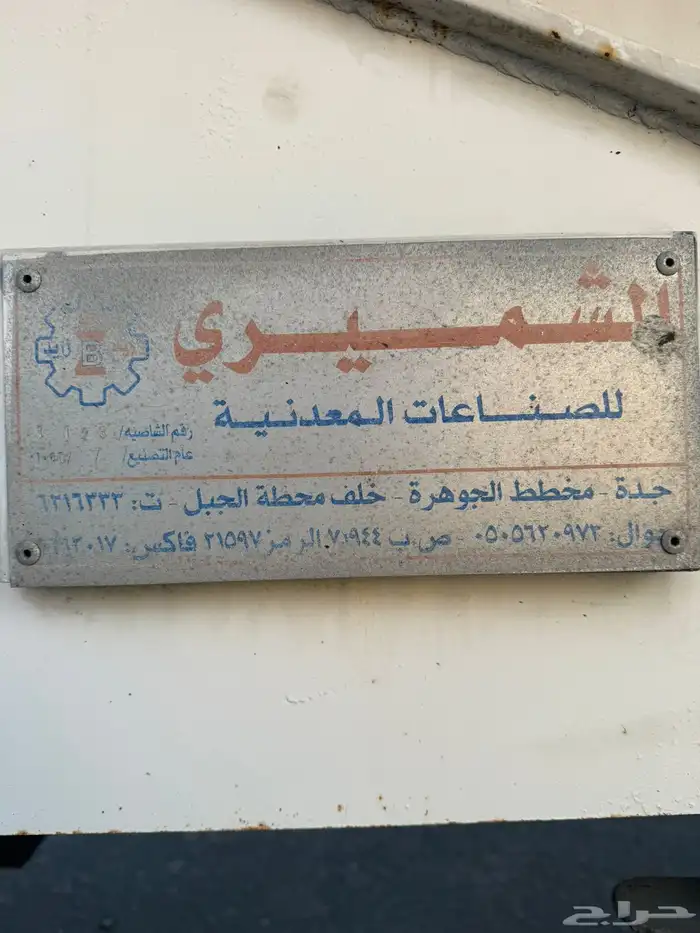 الشميري
للصناعات المعدنية
رقم الشاصيه/
عام التصنيع/
جدة - مخطط الجوهرة - خلف محطة الجبل - ت: ٦٢١٦٣٣٣
جوال: ٠٥٠٥٦٢٠٩٧٢ ص ب ٧١٩٤٤ الرمز ٢١٥٩٧ فاكس:
حراج